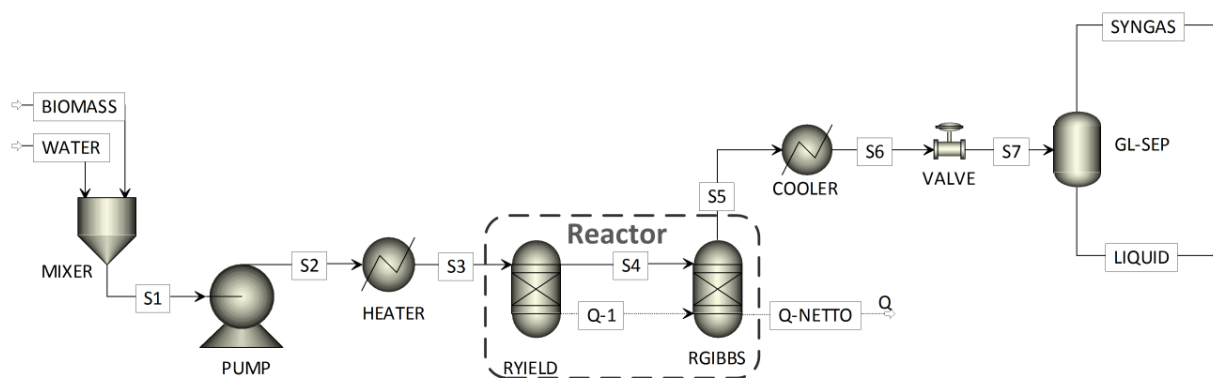 SYNGAS
BIOMASS
WATER
S6
S7
GL-SEP
COOLER
VALVE
S5
Reactor
MIXER
S2
S3
S4
LIQUID
S1
HEATER
Q-1
Q-NETTO
Q
PUMP
RYIELD
RGIBBS